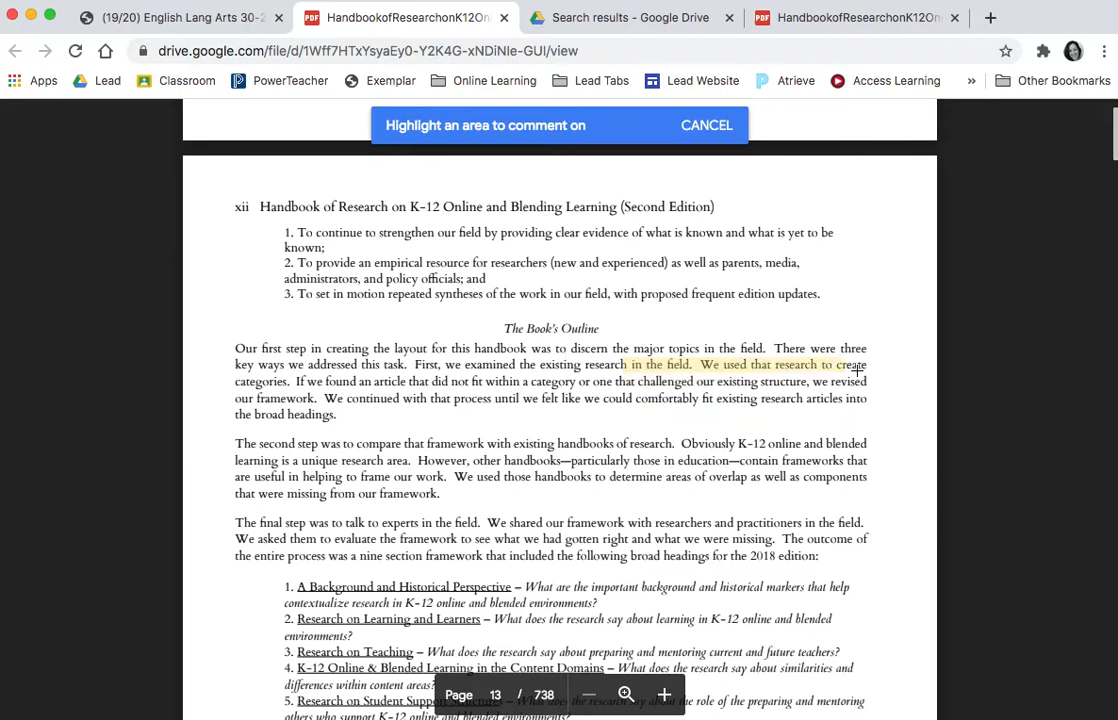 (19/20) English Lang Arts 30-2
HandbookofResearchonK12On
Search results - Google Drive
HandbookofResearchonK12On
drive.google.com/file/d/1Wff7HTxYsyaEy0-Y2K4G-xNDiNIe-GUI/view
Apps Lead Classroom PowerTeacher Exemplar Online Learning Lead Tabs Lead Website Atrieve Access Learning » Other Bookmarks
Highlight an area to comment on CANCEL
xii Handbook of Research on K-12 Online and Blending Learning (Second Edition)
1. To continue to strengthen our field by providing clear evidence of what is known and what is yet to be
known;
2. To provide an empirical resource for researchers (new and experienced) as well as parents, media,
administrators, and policy officials; and
3. To set in motion repeated syntheses of the work in our field, with proposed frequent edition updates.
The Book's Outline
Our first step in creating the layout for this handbook was to discern the major topics in the field. There were three
key ways we addressed this task. First, we examined the existing research in the field. We used that research to create
categories. If we found an article that did not fit within a category or one that challenged our existing structure, we revised
our framework. We continued with that process until we felt like we could comfortably fit existing research articles into
the broad headings.
The second step was to compare that framework with existing handbooks of research. Obviously K-12 online and blended
learning is a unique research area. However, other handbooks—particularly those in education—contain frameworks that
are useful in helping to frame our work. We used those handbooks to determine areas of overlap as well as components
that were missing from our framework.
The final step was to talk to experts in the field. We shared our framework with researchers and practitioners in the field.
We asked them to evaluate the framework to see what we had gotten right and what we were missing. The outcome of
the entire process was a nine section framework that included the following broad headings for the 2018 edition:
1. A Background and Historical Perspective – What are the important background and historical markers that help
contextualize research in K-12 online and blended environments?
2. Research on Learning and Learners – What does the research say about learning in K-12 online and blended
environments?
3. Research on Teaching – What does the research say about preparing and mentoring current and future teachers?
4. K-12 Online & Blended Learning in the Content Domains – What does the research say about similarities and
differences within content areas?
5. Research on Student Support Structures – What does the research say about the role of the preparing and mentoring
others who support K-12 online and blended environments?
Page 13 / 738